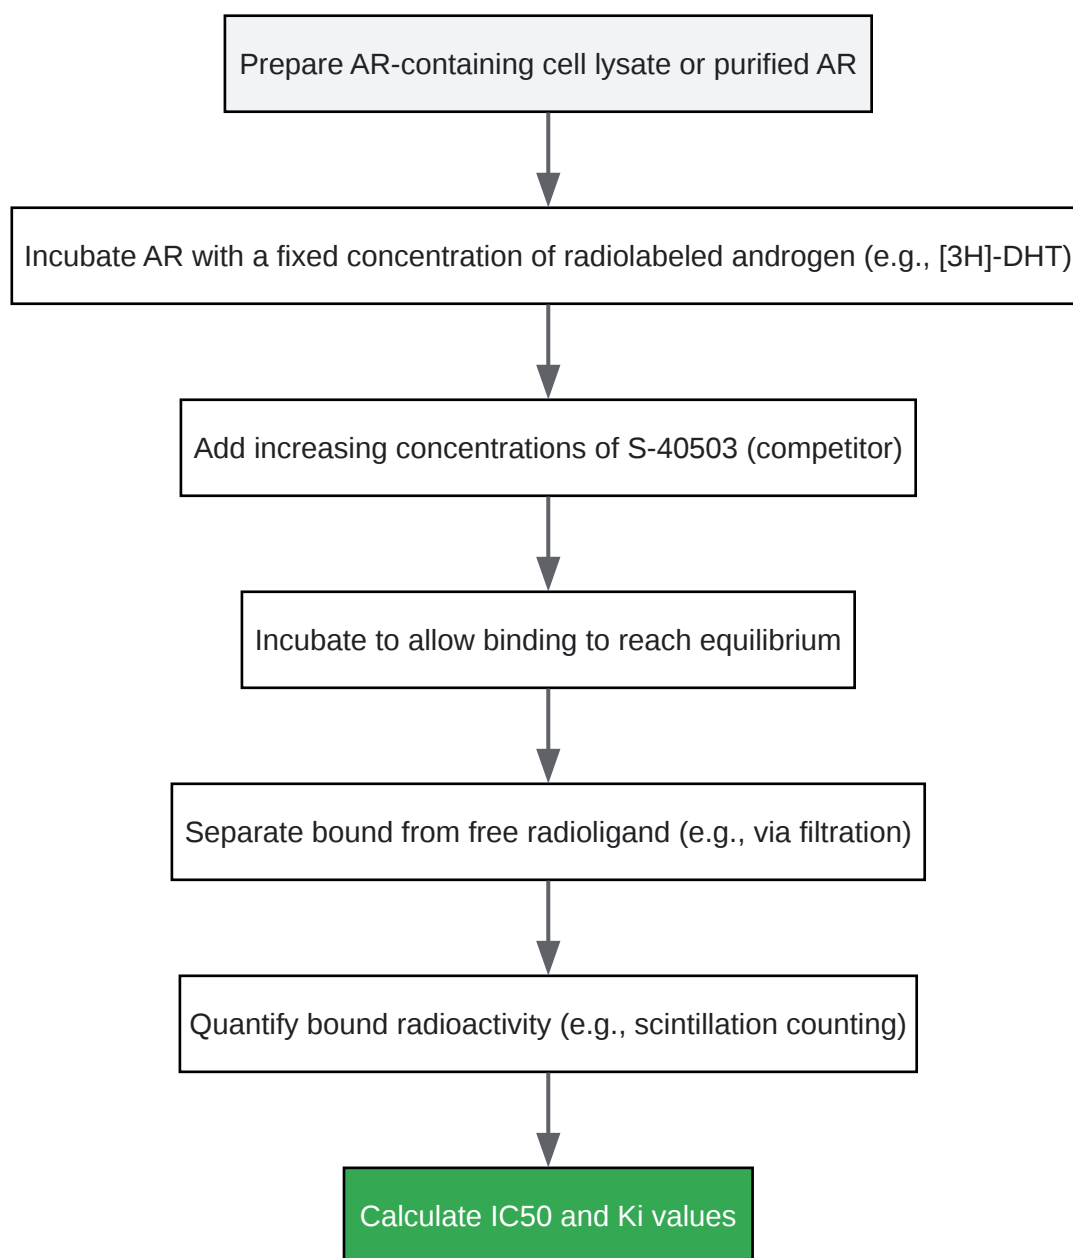 Prepare AR-containing cell lysate or purified AR
Incubate AR with a fixed concentration of radiolabeled androgen (e.g., [3H]-DHT)
Add increasing concentrations of S-40503 (competitor)
Incubate to allow binding to reach equilibrium
Separate bound from free radioligand (e.g., via filtration)
Quantify bound radioactivity (e.g., scintillation counting)
Calculate IC50 and Ki values